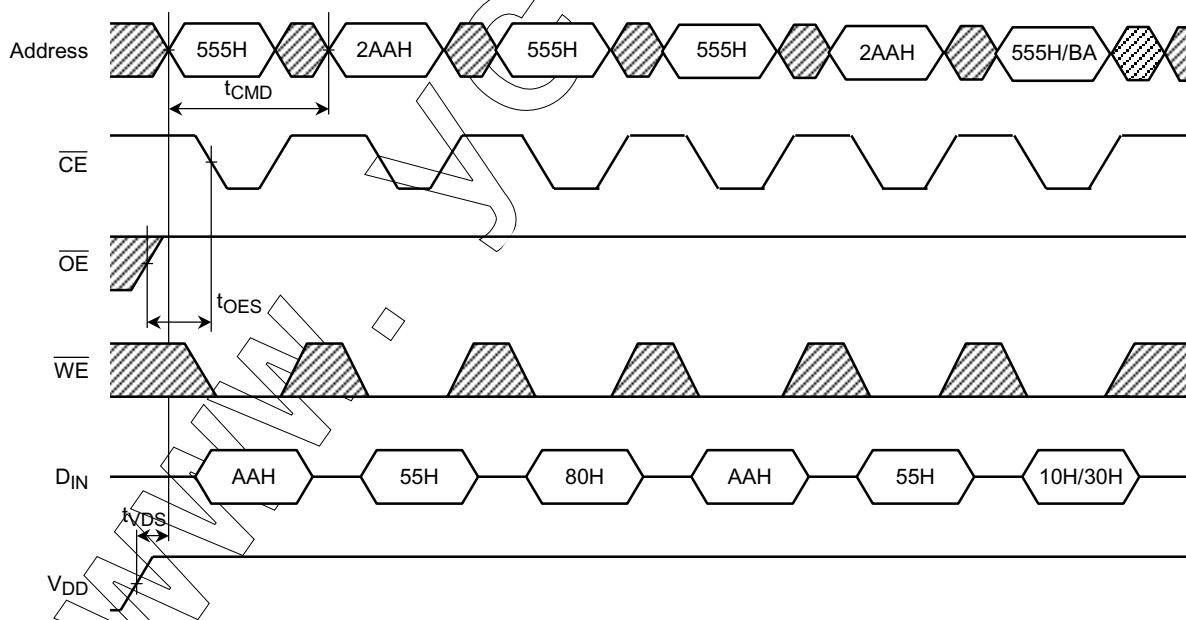 Address 555H 2AAH 555H 555H 2AAH 555H/BA
tCMD
CE
OE
tOES
WE
DIN AAH 55H 80H AAH 55H 10H/30H
tVDS
VDD